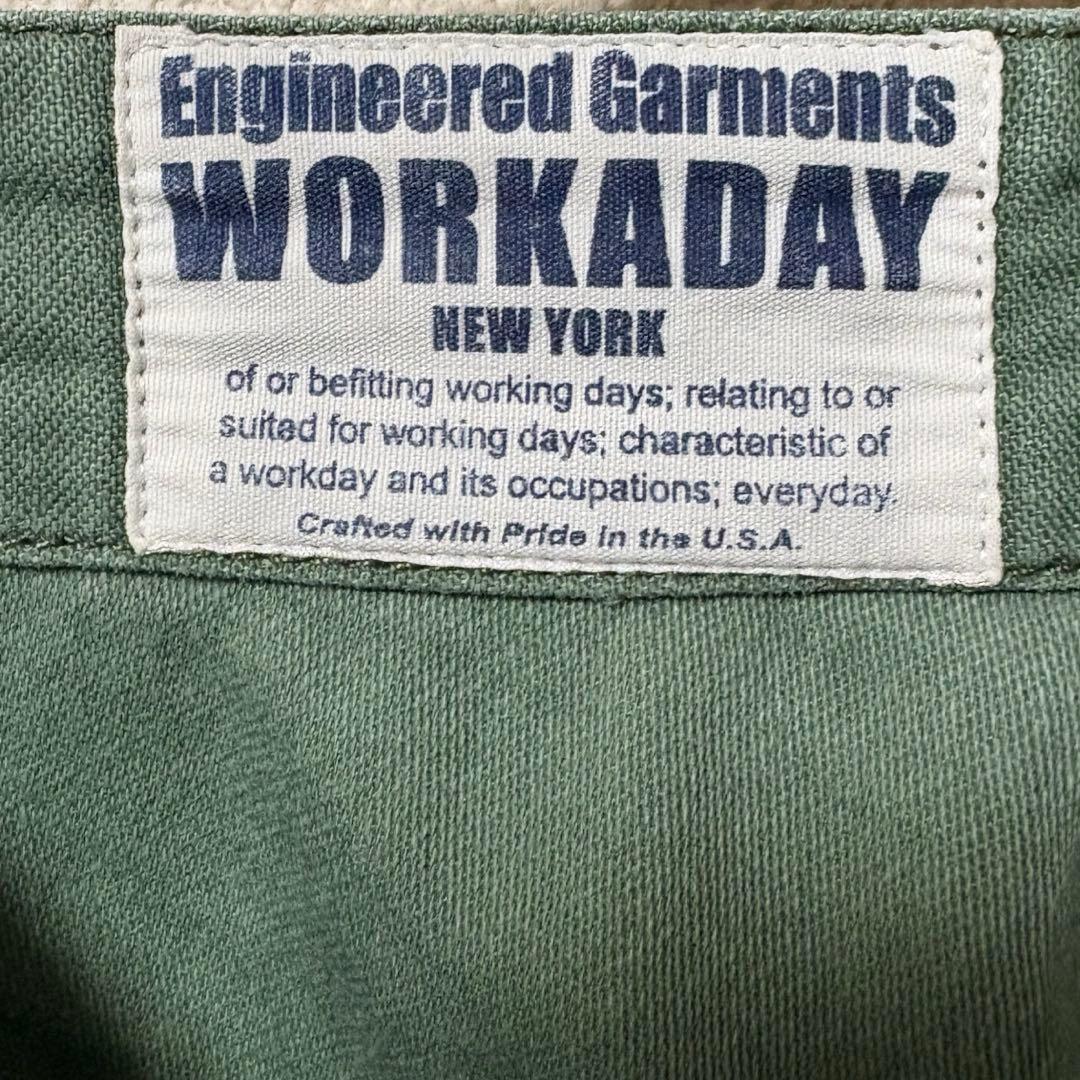 Engineered Garments
WORKADAY
NEW YORK
of or befitting working days; relating to or
suited for working days; characteristic of
a workday and its occupations; everyday.
Crafted with Pride in the U.S.A.